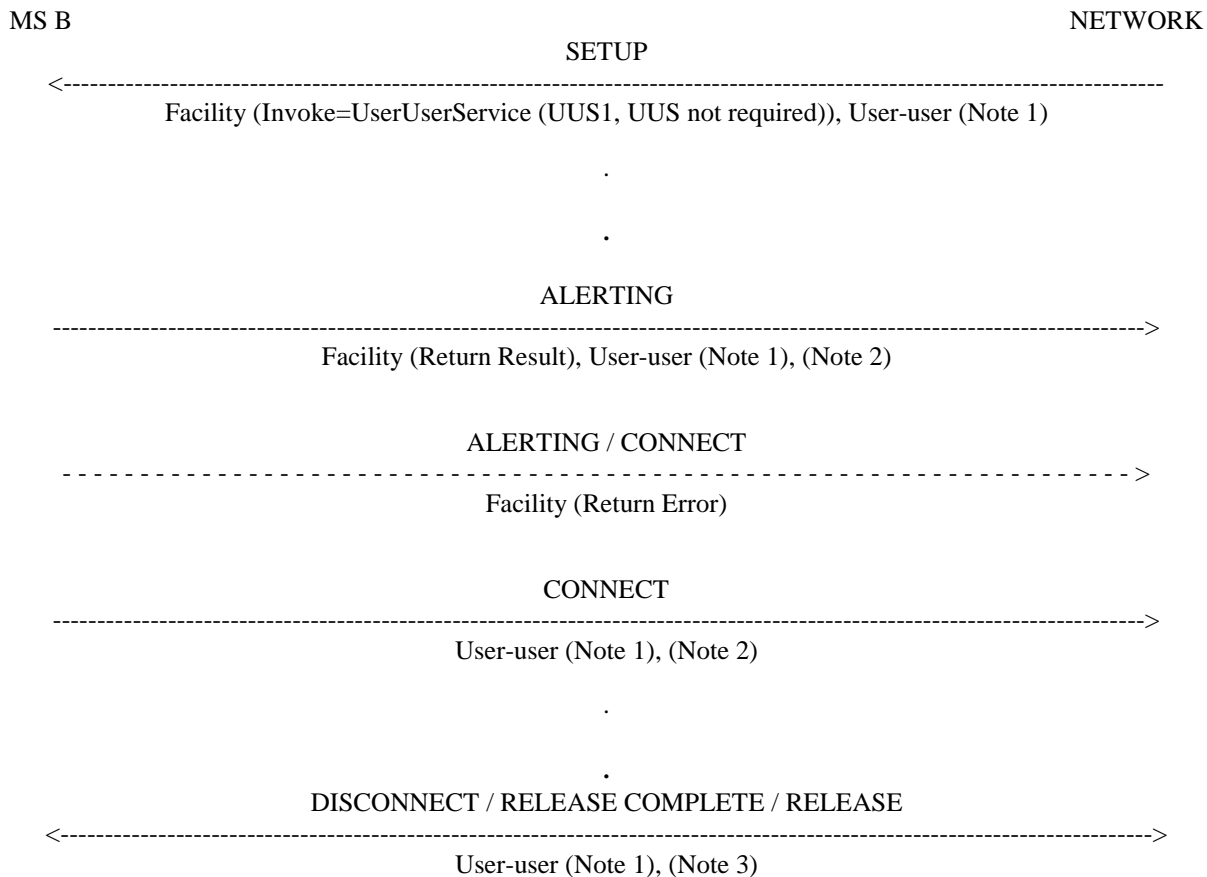 MS B NETWORK
SETUP
<------------------------------------------------------------------------------------------------------------------------------
Facility (Invoke=UserUserService (UUS1, UUS not required)), User-user (Note 1)
.
.
ALERTING
------------------------------------------------------------------------------------------------------------------------------>
Facility (Return Result), User-user (Note 1), (Note 2)
ALERTING / CONNECT
- - - - - - - - - - - - - - - - - - - - - - - - - - - - - - - - - - - - - - - - - - - - - - - - - - - - - - - - - - - - - - - - - - - - - - >
Facility (Return Error)
CONNECT
------------------------------------------------------------------------------------------------------------------------------>
User-user (Note 1), (Note 2)
.
.
DISCONNECT / RELEASE COMPLETE / RELEASE
<----------------------------------------------------------------------------------------------------------------------------->
User-user (Note 1), (Note 3)